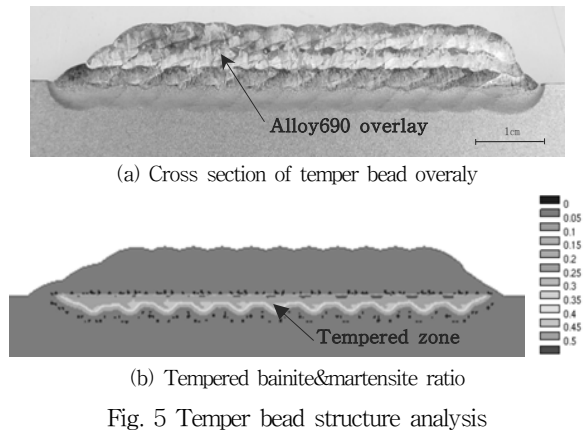 Alloy690 overlay
1cm
(a) Cross section of temper bead overaly
0
0.05
0.1
0.15
0.2
0.25
0.3
0.35
0.4
0.45
0.5
Tempered zone
(b) Tempered bainite&martensite ratio
Fig. 5 Temper bead structure analysis